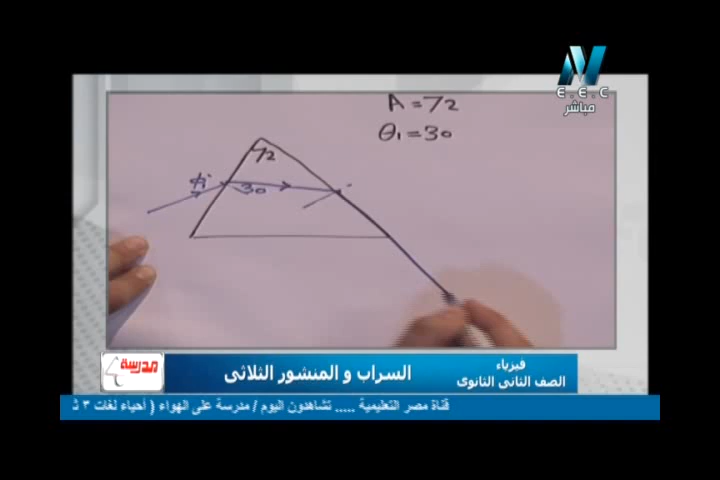 E.E.C
مباشر
A = 72
θ₁ = 30
72
φ₁
30
مدرسة
فيزياء
الصف الثانى الثانوى
السراب و المنشور الثلاثى
قناة مصر التعليمية ..... تشاهدون اليوم / مدرسة على الهواء ( أحياء لغات ٣ ث